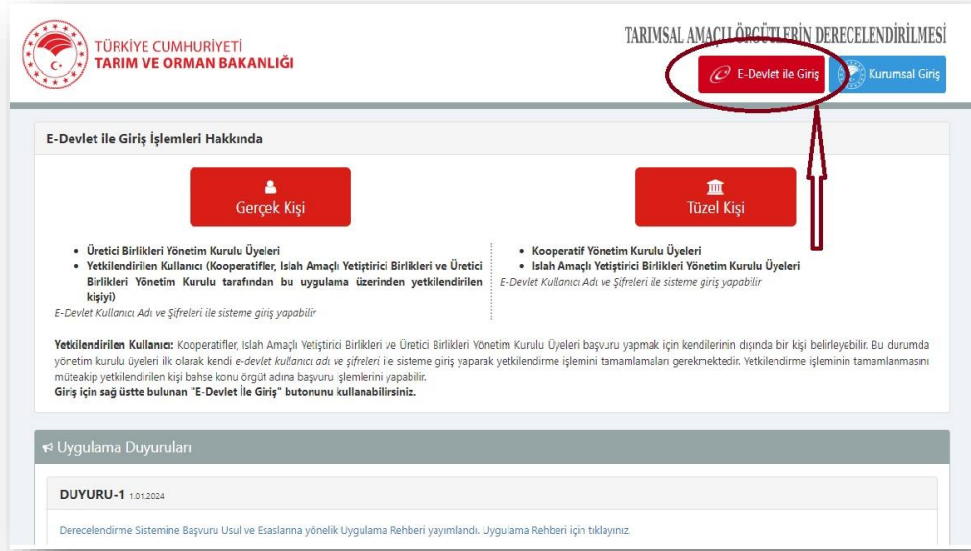 TÜRKİYE CUMHURİYETİ
TARIM VE ORMAN BAKANLIĞI
TARIMSAL AMAÇLI ÖRGÜTLERİN DERECELENDİRİLMESİ
E-Devlet ile Giriş
Kurumsal Giriş
E-Devlet ile Giriş İşlemleri Hakkında
Gerçek Kişi
• Üretici Birlikleri Yönetim Kurulu Üyeleri
• Yetkilendirilen Kullanıcı (Kooperatifler, Islah Amaçlı Yetiştirici Birlikleri ve Üretici
Birlikleri Yönetim Kurulu tarafından bu uygulama üzerinden yetkilendirilen
kişiyi)
E-Devlet Kullanıcı Adı ve Şifreleri ile sisteme giriş yapabilir
Tüzel Kişi
• Kooperatif Yönetim Kurulu Üyeleri
• Islah Amaçlı Yetiştirici Birlikleri Yönetim Kurulu Üyeleri
E-Devlet Kullanıcı Adı ve Şifreleri ile sisteme giriş yapabilir
Yetkilendirilen Kullanıcı: Kooperatifler, Islah Amaçlı Yetiştirici Birlikleri ve Üretici Birlikleri Yönetim Kurulu Üyeleri başvuru yapmak için kendilerinin dışında bir kişi belirleyebilir. Bu durumda
yönetim kurulu üyeleri ilk olarak kendi e-devlet kullanıcı adı ve şifreleri ile sisteme giriş yaparak yetkilendirme işlemini tamamlamaları gerekmektedir. Yetkilendirme işleminin tamamlanmasını
müteakip yetkilendirilen kişi bahse konu örgüt adına başvuru işlemlerini yapabilir.
Giriş için sağ üstte bulunan "E-Devlet İle Giriş" butonunu kullanabilirsiniz.
Uygulama Duyuruları
DUYURU-1 1.01.2024
Derecelendirme Sistemine Başvuru Usul ve Esaslarına yönelik Uygulama Rehberi yayımlandı. Uygulama Rehberi için tıklayınız.